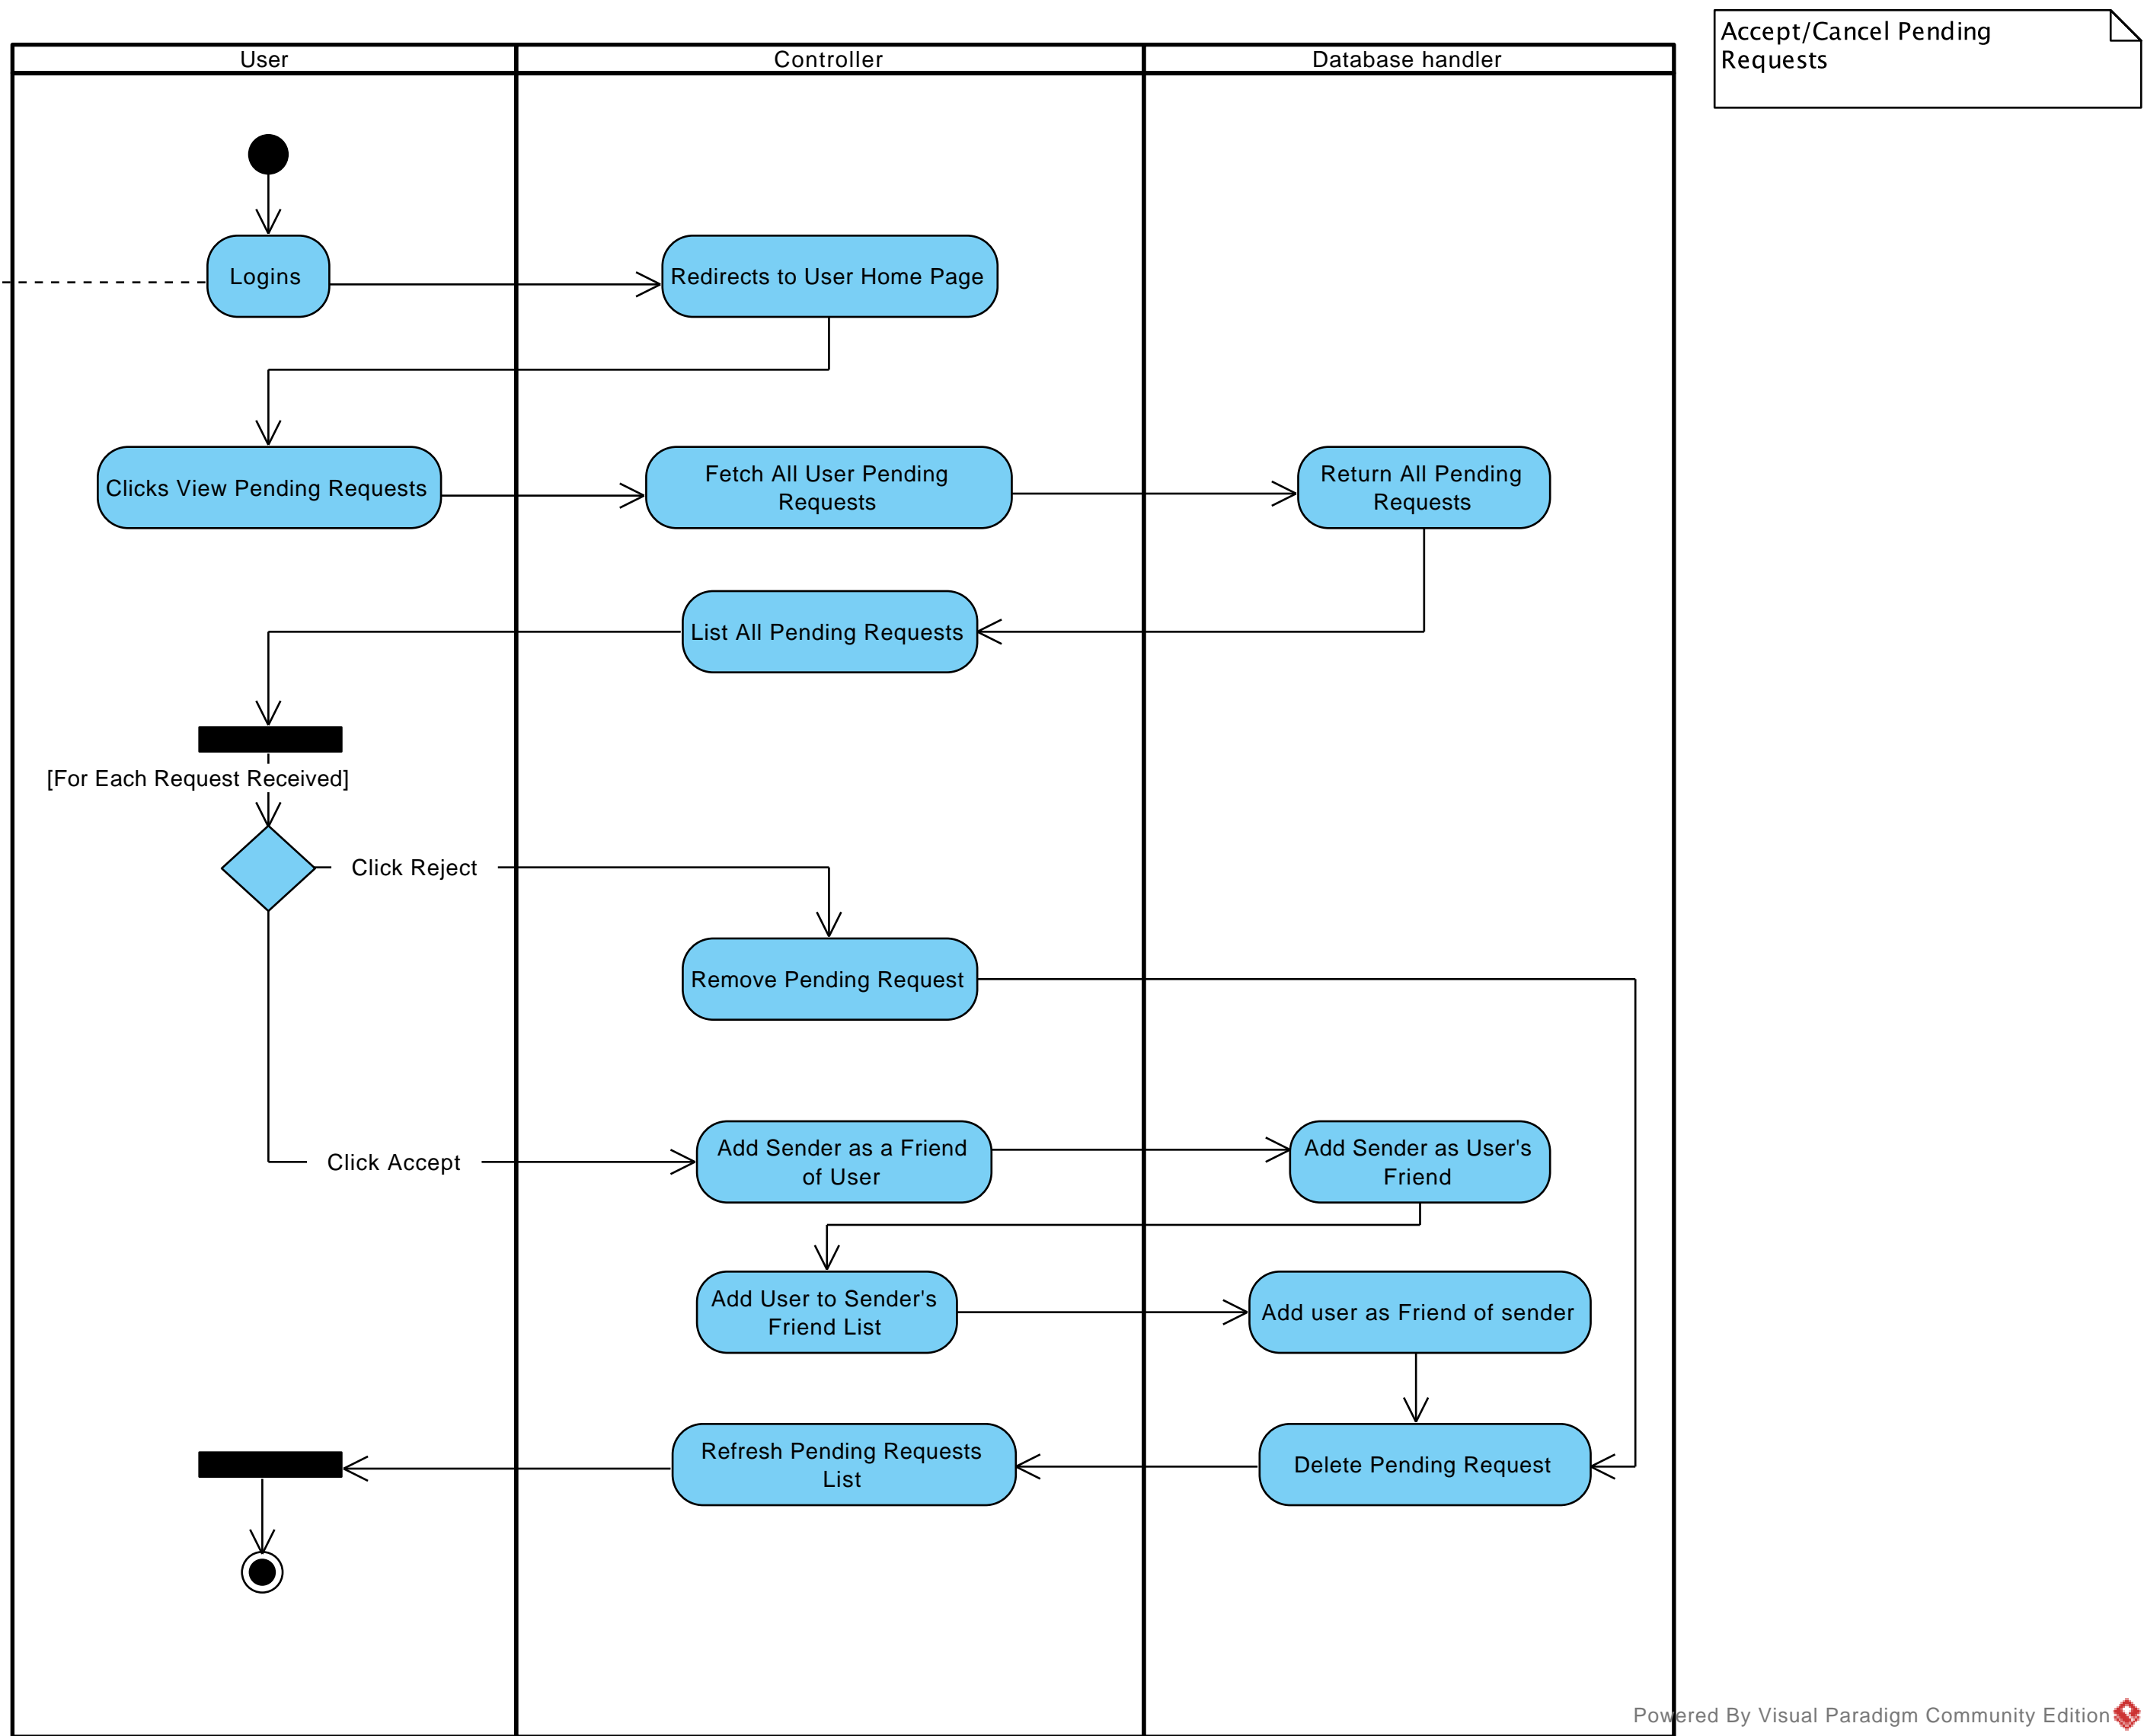 Accept/Cancel Pending
Requests
User
Controller
Database handler
Logins
Redirects to User Home Page
Clicks View Pending Requests
Fetch All User Pending
Requests
Return All Pending
Requests
List All Pending Requests
[For Each Request Received]
Click Reject
Remove Pending Request
Click Accept
Add Sender as a Friend
of User
Add Sender as User's
Friend
Add User to Sender's
Friend List
Add user as Friend of sender
Refresh Pending Requests
List
Delete Pending Request
Powered By Visual Paradigm Community Edition